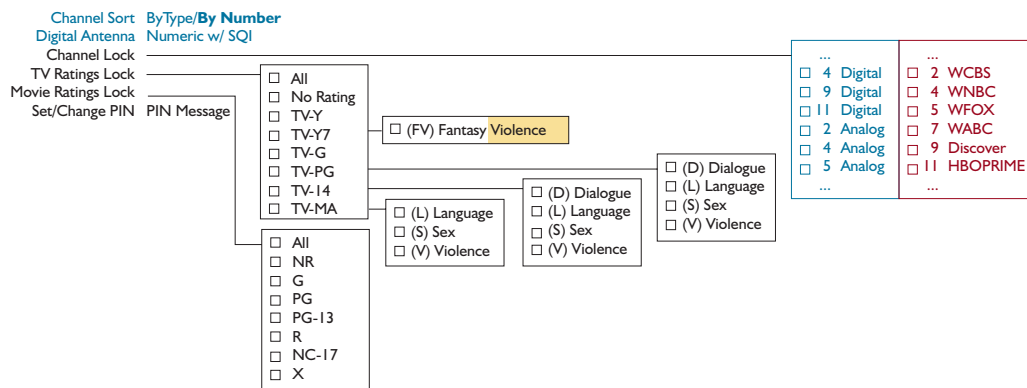 Channel Sort ByType/By Number
Digital Antenna Numeric w/ SQI
Channel Lock
TV Ratings Lock
Movie Ratings Lock
Set/Change PIN PIN Message
All
No Rating
TV-Y
TV-Y7
TV-G
TV-PG
TV-14
TV-MA
(FV) Fantasy Violence
(D) Dialogue
(L) Language
(S) Sex
(V) Violence
(D) Dialogue
(L) Language
(S) Sex
(V) Violence
(L) Language
(S) Sex
(V) Violence
All
NR
G
PG
PG-13
R
NC-17
X
...
4 Digital
9 Digital
11 Digital
2 Analog
4 Analog
5 Analog
...
...
2 WCBS
4 WNBC
5 WFOX
7 WABC
9 Discover
11 HBOPRIME
...